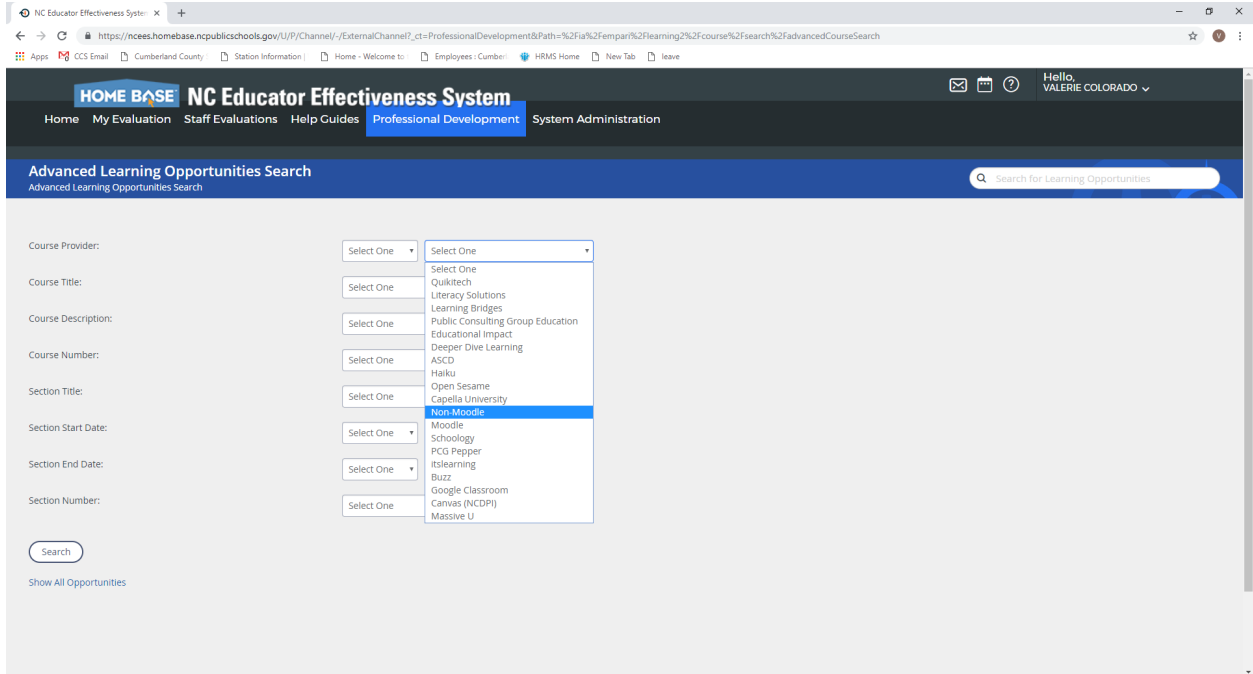 NC Educator Effectiveness System
https://ncees.homebase.ncpublicschools.gov/U/P/Channel/-/ExternalChannel?_ct=ProfessionalDevelopment&Path=%2Fia%2Fempari%2Flearning2%2Fcourse%2Fsearch%2FadvancedCourseSearch
V
Apps CCS Email Cumberland County Station Information | Home - Welcome to Employees : Cumberl HRMS Home New Tab leave
Hello,
VALERIE COLORADO
HOME BASE NC Educator Effectiveness System
Home My Evaluation Staff Evaluations Help Guides Professional Development System Administration
Advanced Learning Opportunities Search
Advanced Learning Opportunities Search
Search for Learning Opportunities
Course Provider: Select One Select One
Select One
Course Title: Select One Quikitech
Literacy Solutions
Learning Bridges
Course Description: Select One Public Consulting Group Education
Educational Impact
Deeper Dive Learning
Course Number: Select One ASCD
Haiku
Open Sesame
Section Title: Select One Capella University
Non-Moodle
Section Start Date: Select One Moodle
Schoology
PCG Pepper
Section End Date: Select One itslearning
Buzz
Google Classroom
Section Number: Select One Canvas (NCDPI)
Massive U
Search
Show All Opportunities